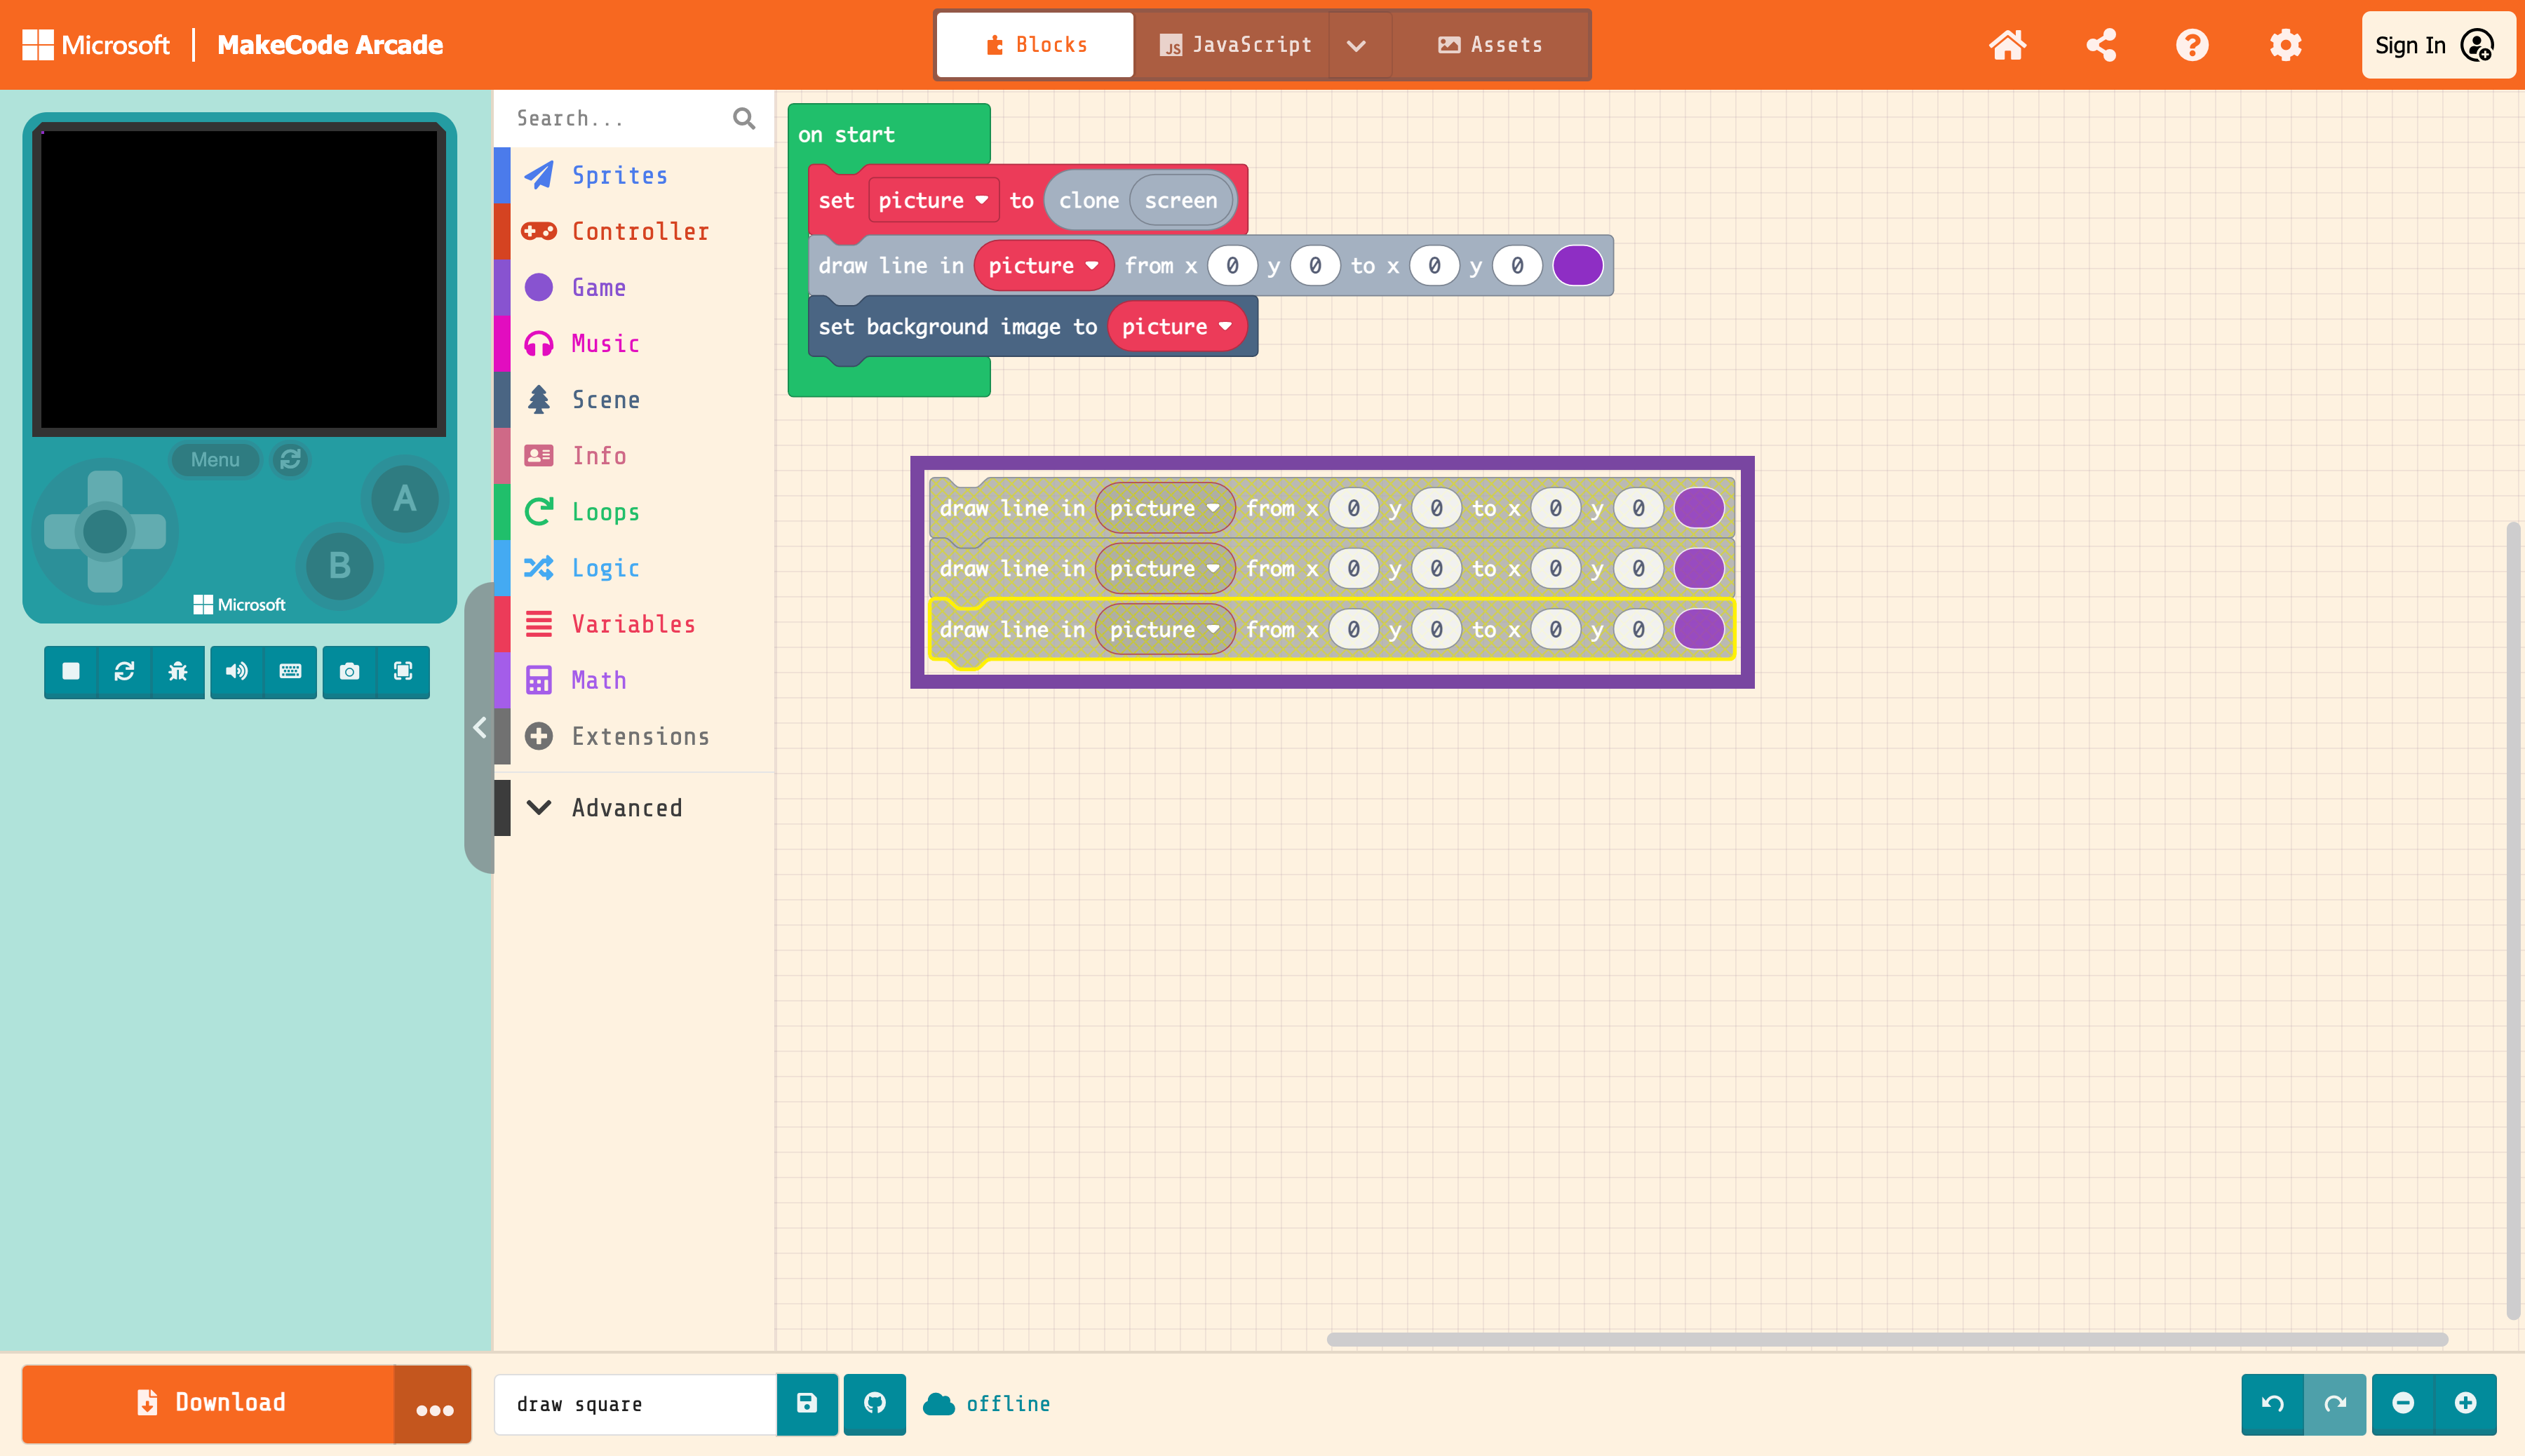 Microsoft | MakeCode Arcade
Blocks
JS JavaScript
Assets
Sign In
Menu
A
B
Microsoft
Search...
Sprites
Controller
Game
Music
Scene
Info
Loops
Logic
Variables
Math
Extensions
Advanced
on start
set picture to clone screen
draw line in picture from x 0 y 0 to x 0 y 0
set background image to picture
draw line in picture from x 0 y 0 to x 0 y 0
draw line in picture from x 0 y 0 to x 0 y 0
draw line in picture from x 0 y 0 to x 0 y 0
Download
draw square
offline